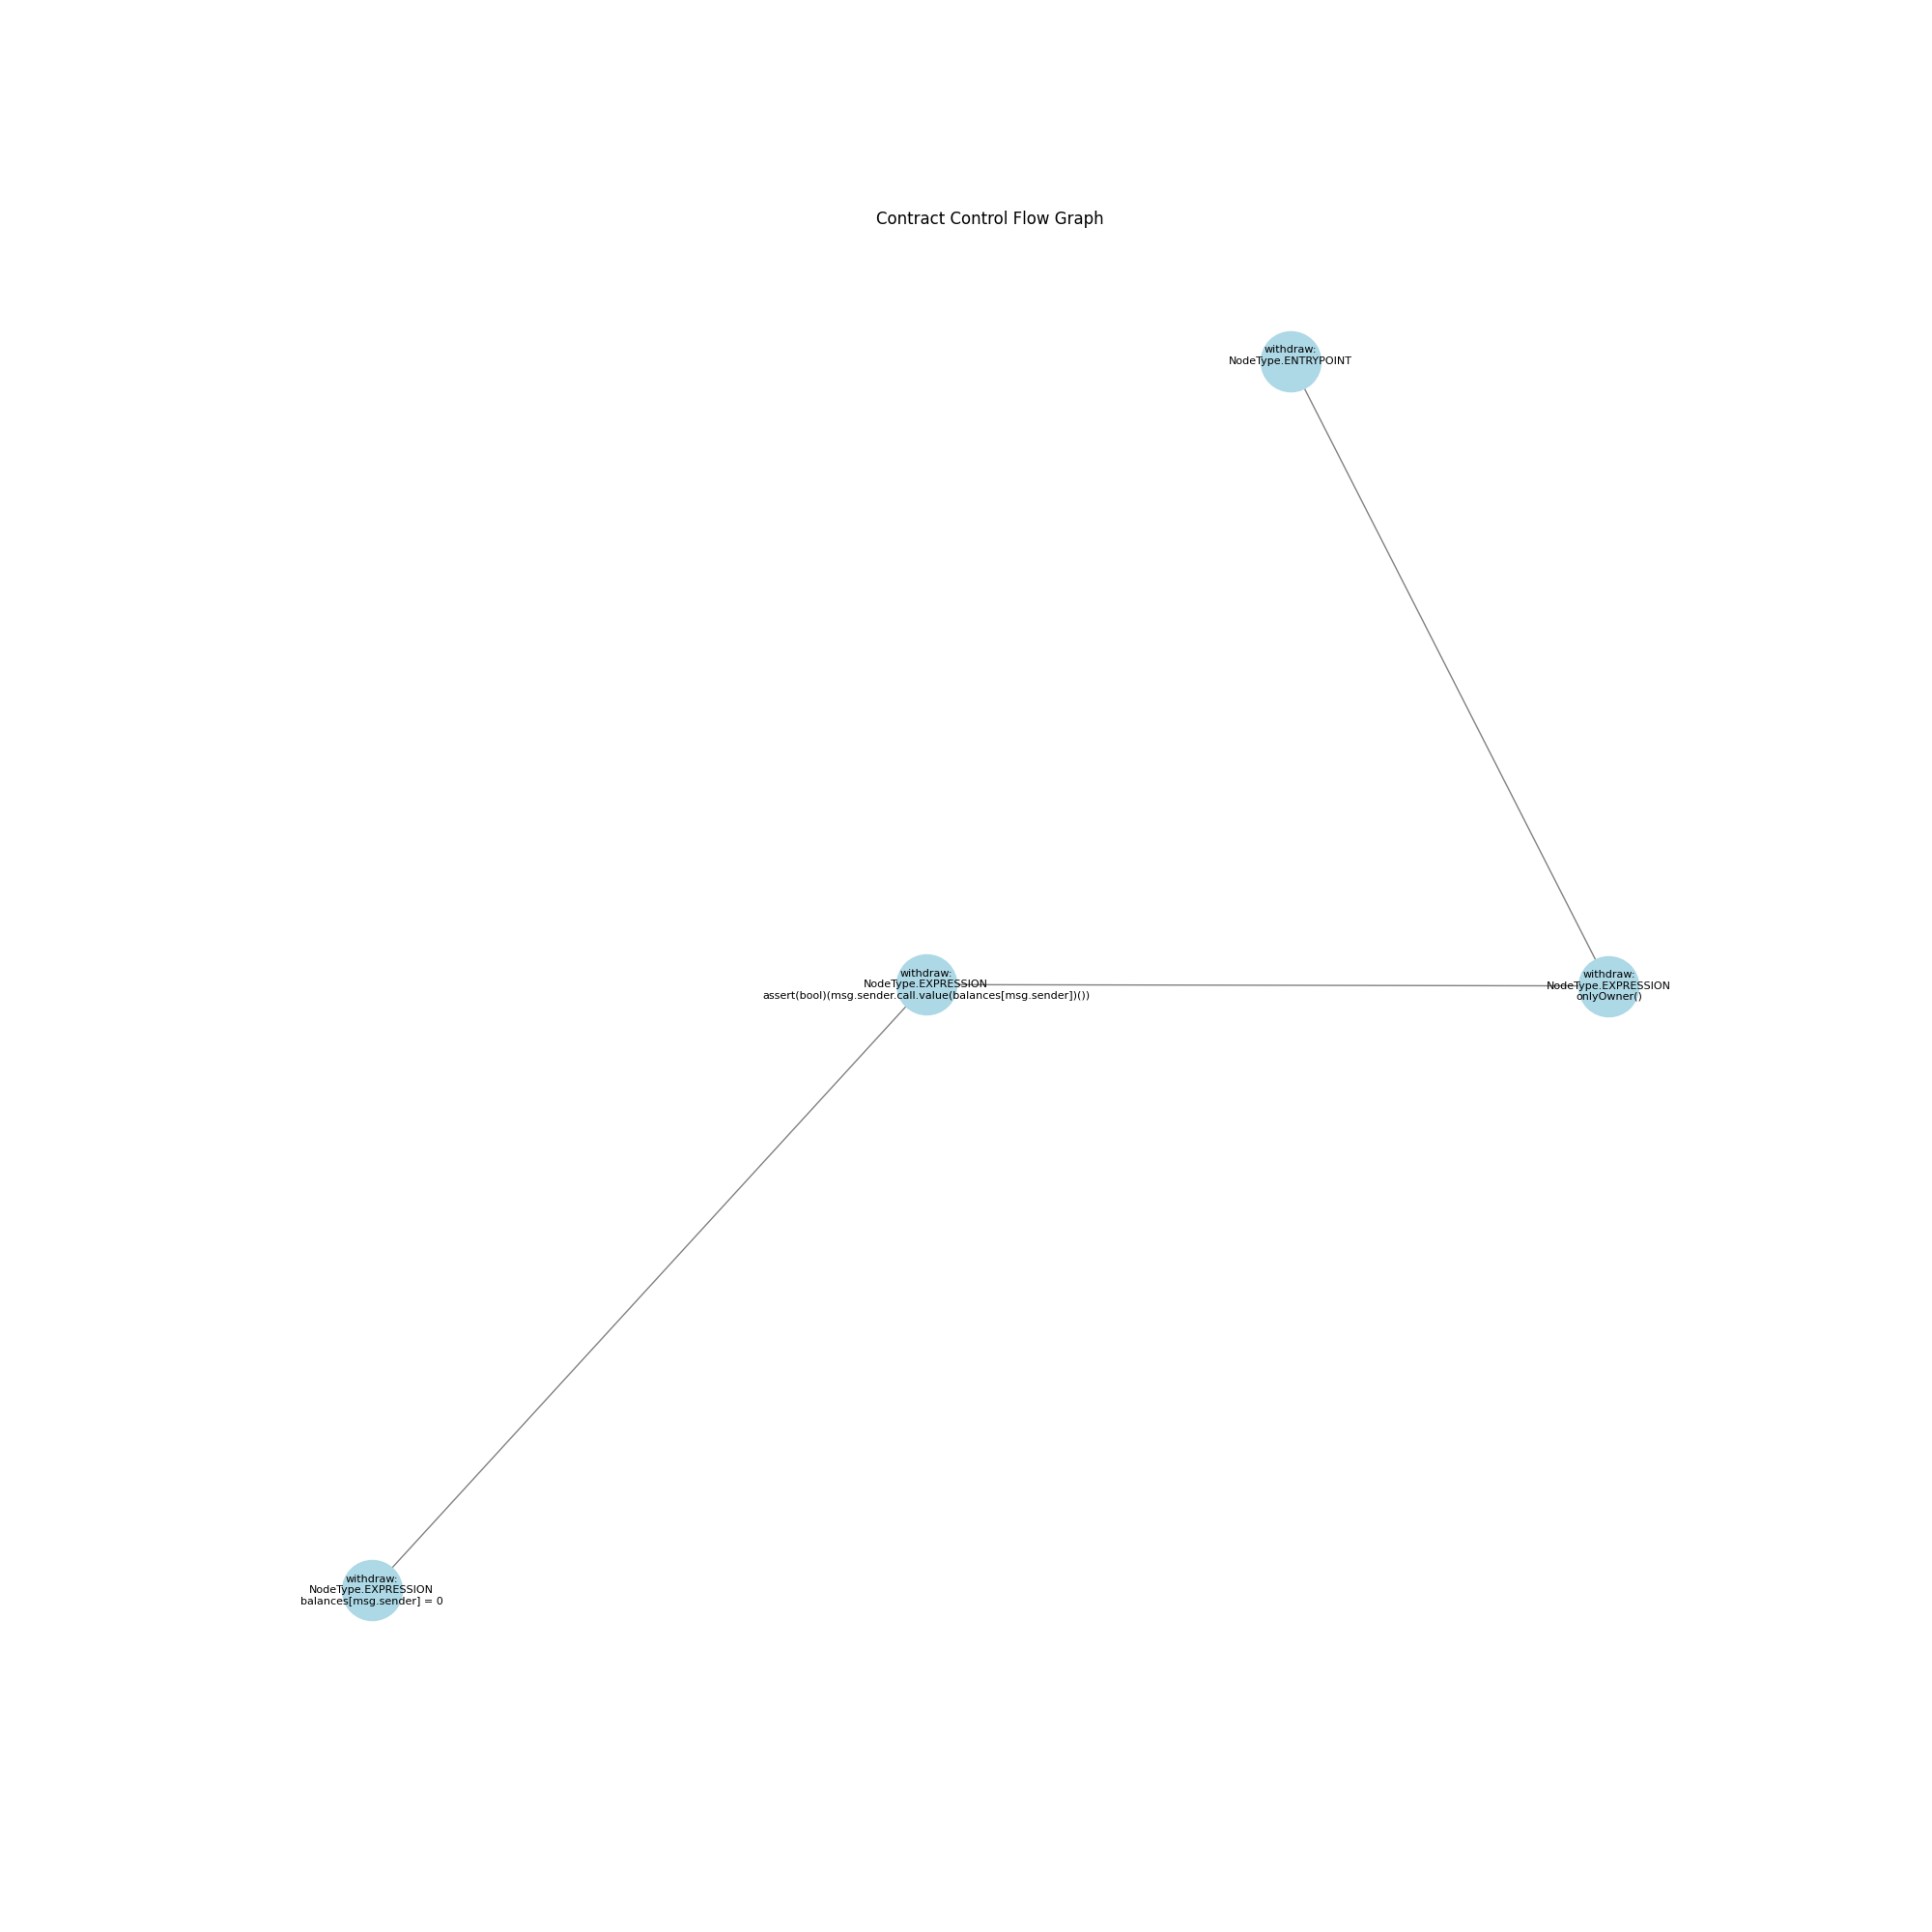 Contract Control Flow Graph
withdraw:
NodeType.ENTRYPOINT
withdraw:
NodeType.EXPRESSION
assert(bool)(msg.sender.call.value(balances[msg.sender])())
withdraw:
NodeType.EXPRESSION
onlyOwner()
withdraw:
NodeType.EXPRESSION
balances[msg.sender] = 0